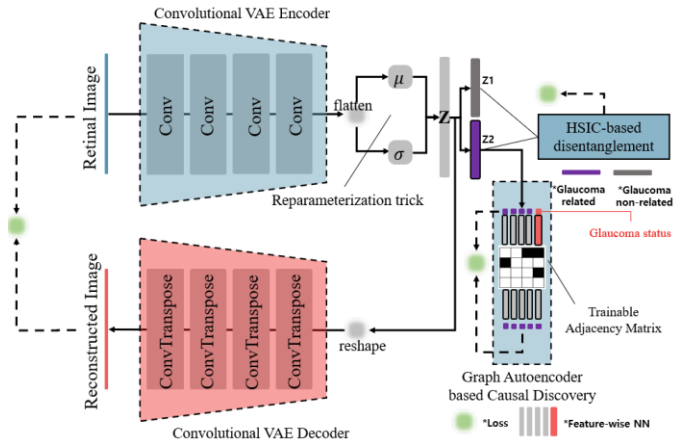 Convolutional VAE Encoder
Retinal Image
Conv
Conv
Conv
Conv
flatten
μ
σ
Reparameterization trick
Z
Z1
Z2
HSIC-based
disentanglement
*Glaucoma
related
*Glaucoma
non-related
Glaucoma status
Trainable
Adjacency Matrix
Reconstructed Image
ConvTranspose
ConvTranspose
ConvTranspose
ConvTranspose
reshape
Graph Autoencoder
based Causal Discovery
*Loss
*Feature-wise NN
Convolutional VAE Decoder